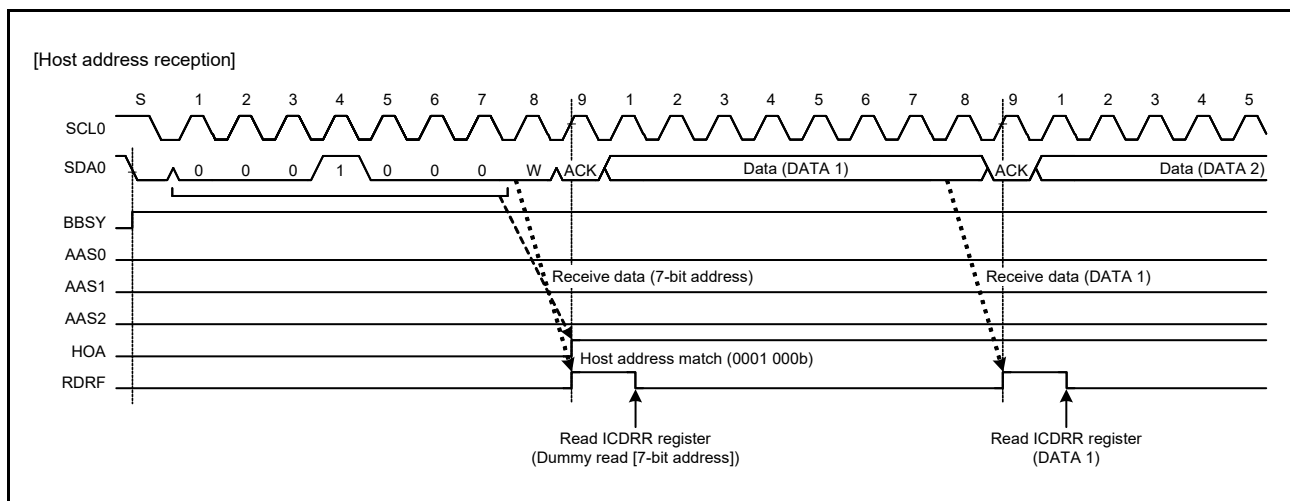 [Host address reception]
S 1 2 3 4 5 6 7 8 9 1 2 3 4 5 6 7 8 9 1 2 3 4 5
SCL0
SDA0 0 0 0 1 0 0 0 W ACK Data (DATA 1) ACK Data (DATA 2)
BBSY
AAS0
Receive data (7-bit address) Receive data (DATA 1)
AAS1
AAS2
HOA
Host address match (0001 000b)
RDRF
Read ICDRR register Read ICDRR register
(Dummy read [7-bit address]) (DATA 1)